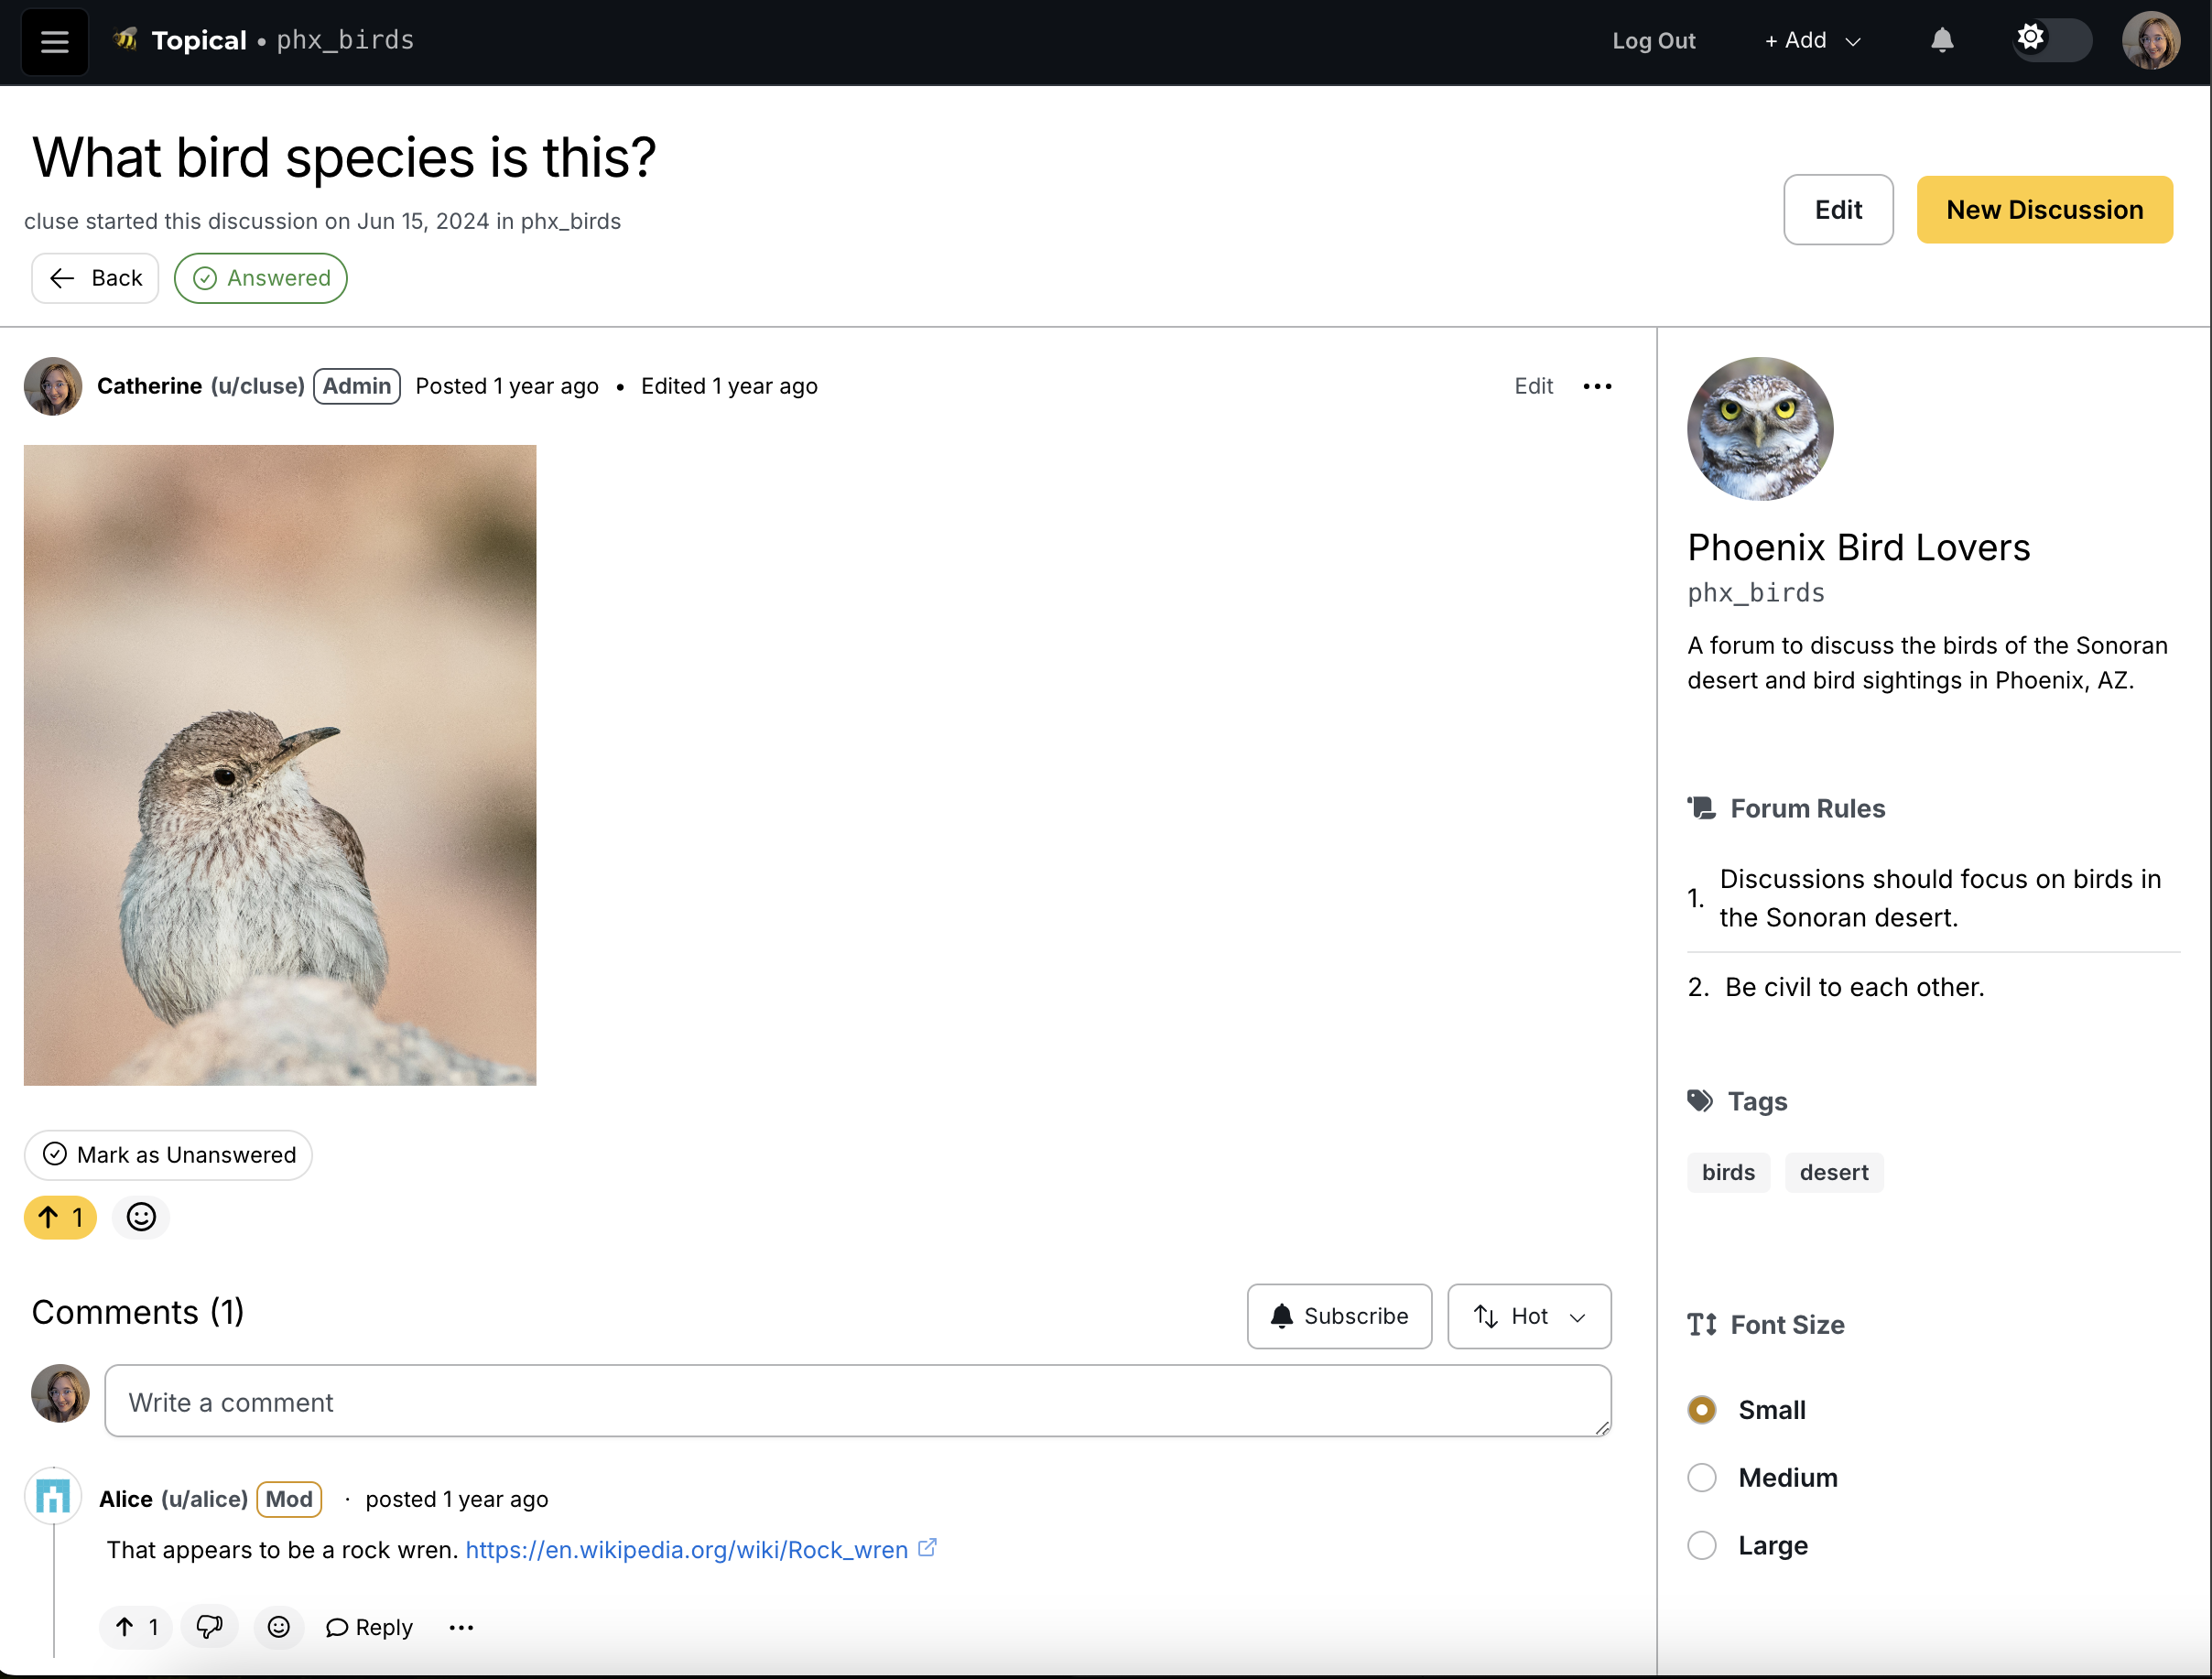 Topical • phx_birds
Log Out
+ Add
What bird species is this?
cluse started this discussion on Jun 15, 2024 in phx_birds
Edit
New Discussion
Back
Answered
Catherine (u/cluse) Admin Posted 1 year ago • Edited 1 year ago
Edit
Mark as Unanswered
1
Comments (1)
Subscribe
Hot
Write a comment
Alice (u/alice) Mod · posted 1 year ago
That appears to be a rock wren. https://en.wikipedia.org/wiki/Rock_wren
1
Reply
Phoenix Bird Lovers
phx_birds
A forum to discuss the birds of the Sonoran
desert and bird sightings in Phoenix, AZ.
Forum Rules
1. Discussions should focus on birds in
the Sonoran desert.
2. Be civil to each other.
Tags
birds desert
Font Size
Small
Medium
Large